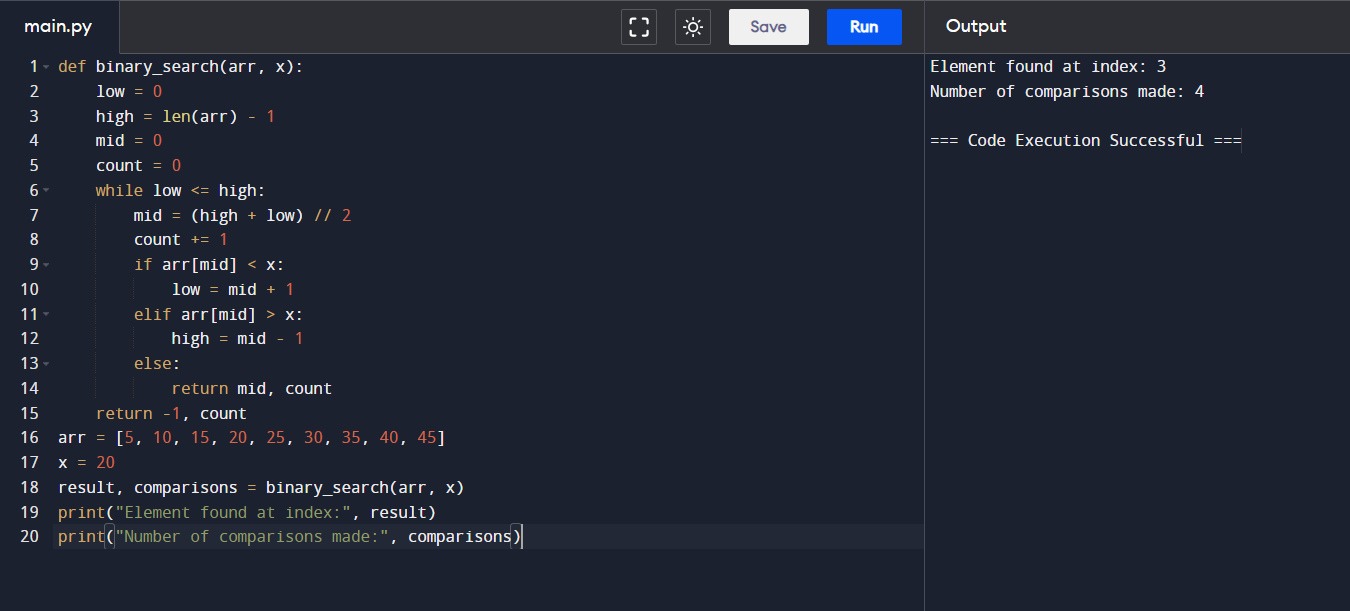 main.py
Save
Run
Output
1 def binary_search(arr, x):
2     low = 0
3     high = len(arr) - 1
4     mid = 0
5     count = 0
6     while low <= high:
7         mid = (high + low) // 2
8         count += 1
9         if arr[mid] < x:
10             low = mid + 1
11         elif arr[mid] > x:
12             high = mid - 1
13         else:
14             return mid, count
15     return -1, count
16 arr = [5, 10, 15, 20, 25, 30, 35, 40, 45]
17 x = 20
18 result, comparisons = binary_search(arr, x)
19 print("Element found at index:", result)
20 print("Number of comparisons made:", comparisons)
Element found at index: 3
Number of comparisons made: 4
=== Code Execution Successful ===